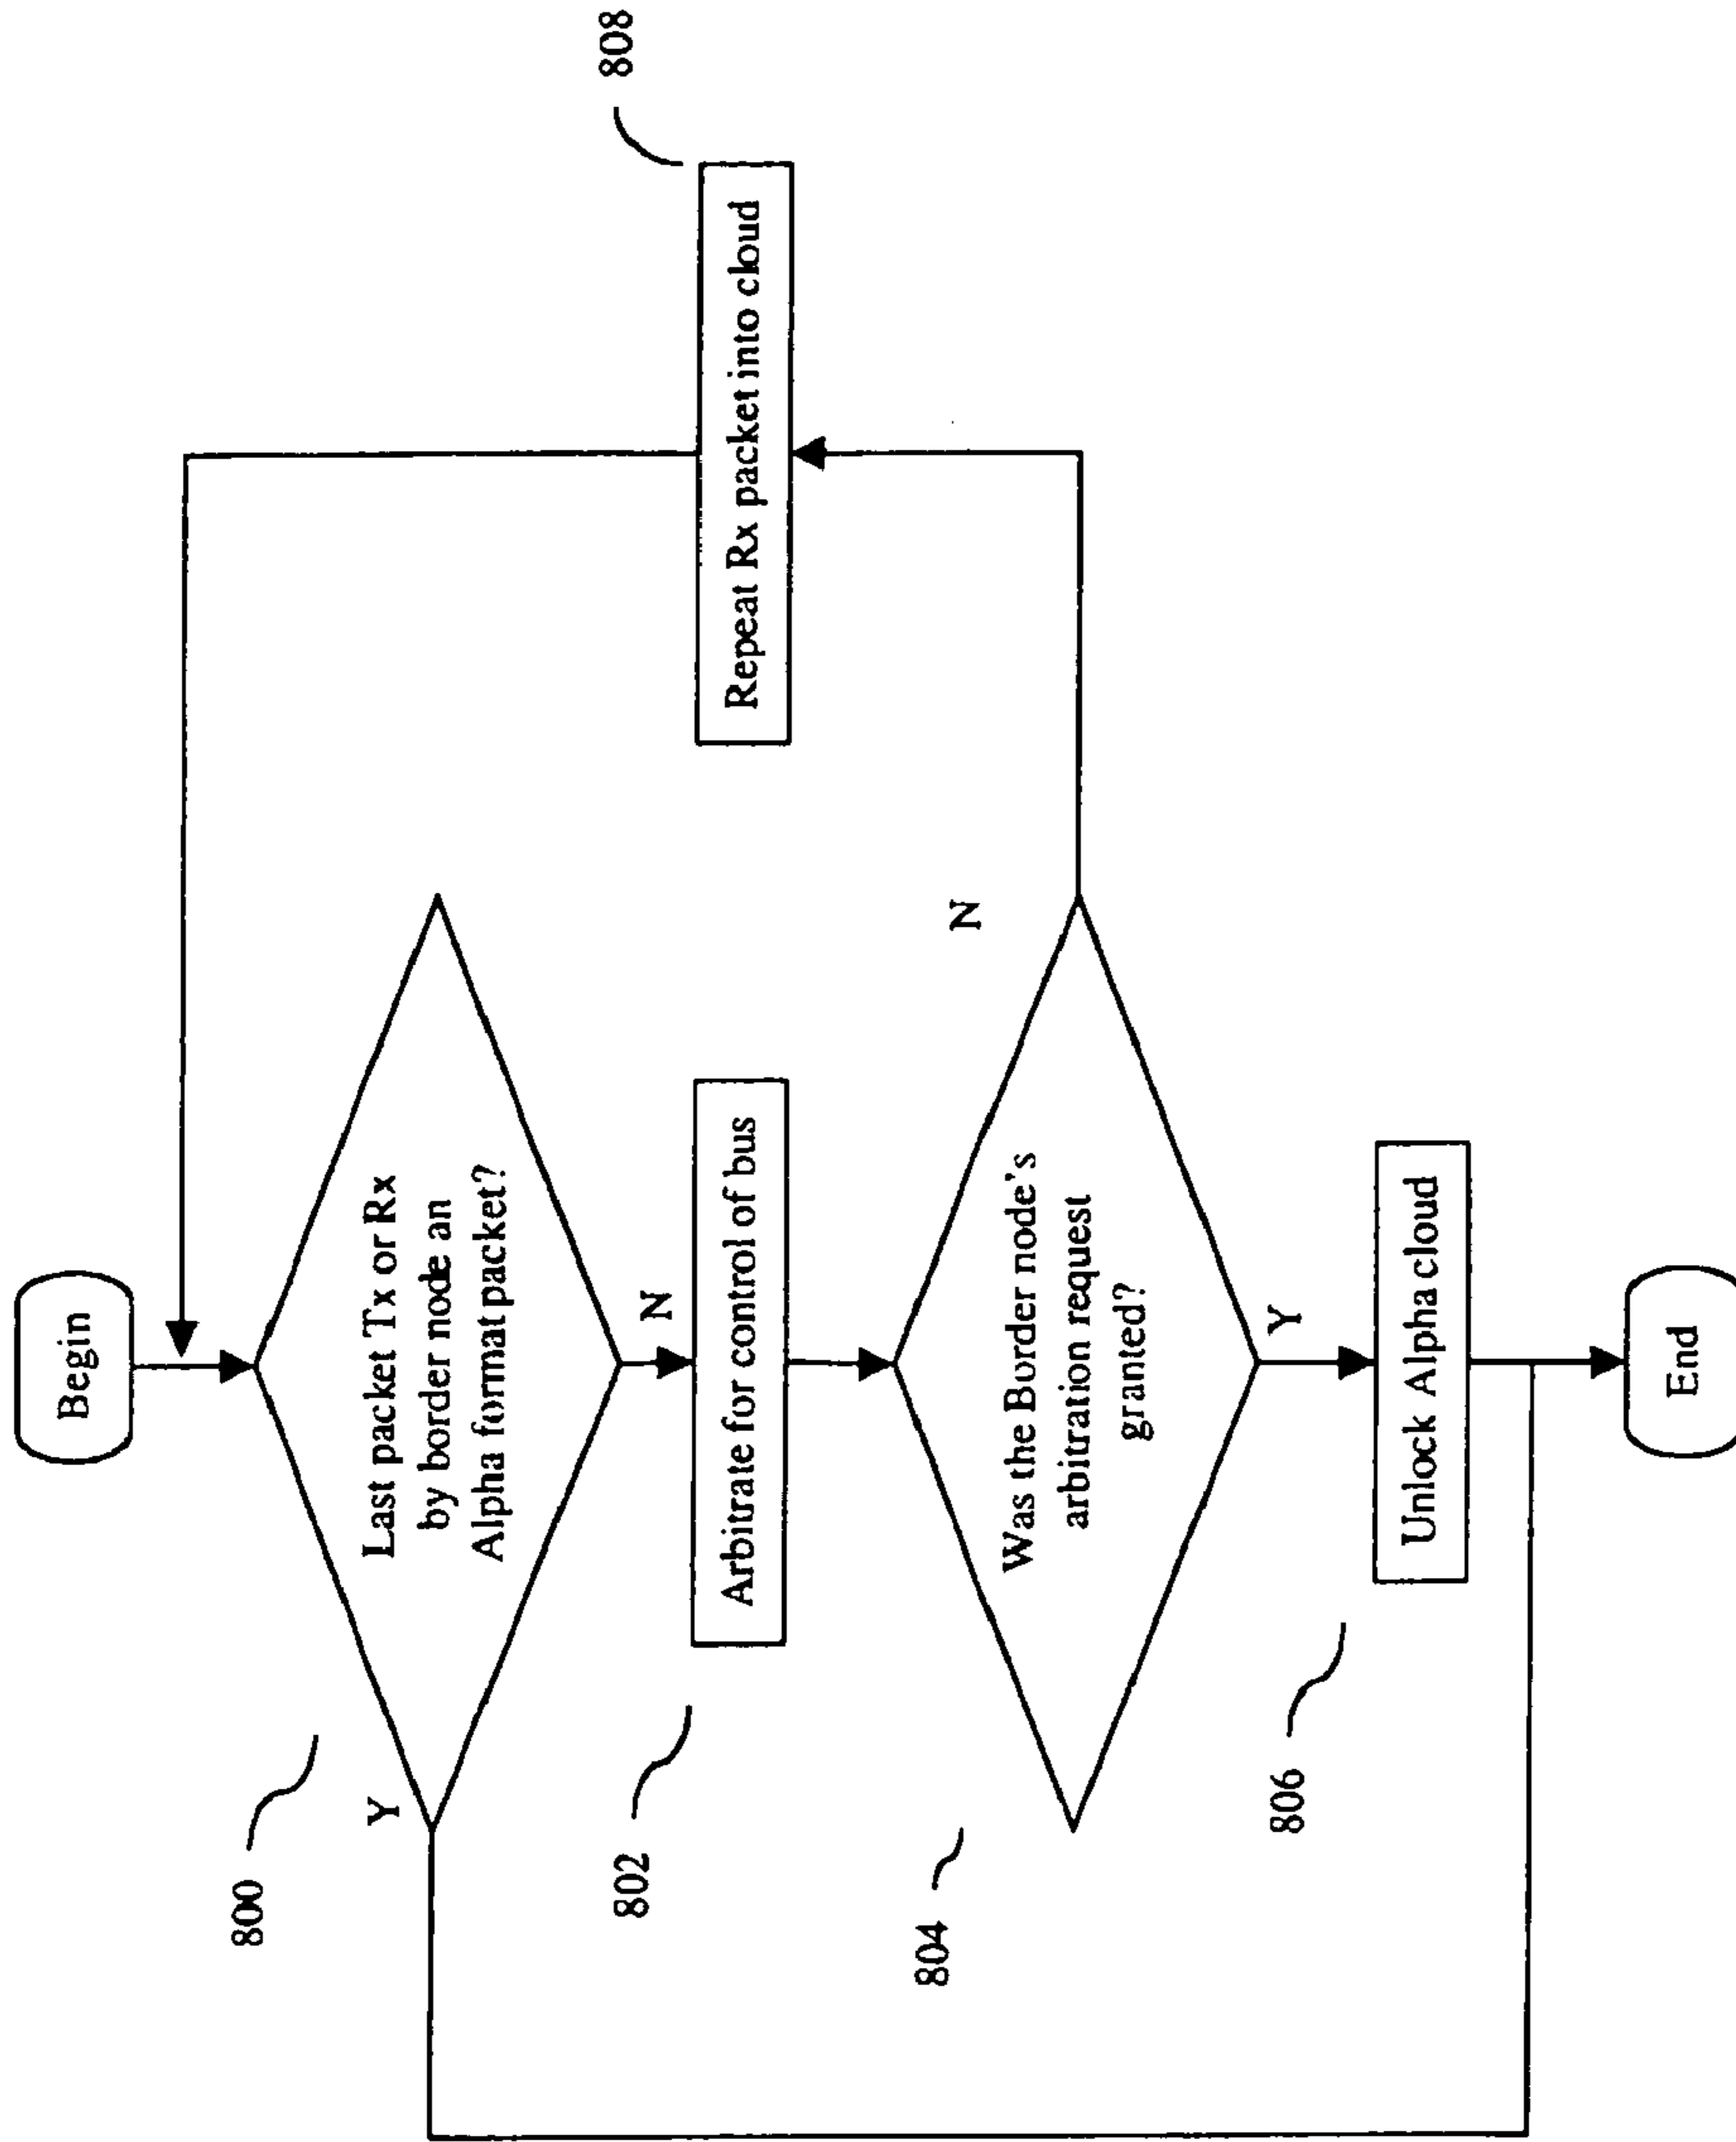 Begin
800
Last packet Tx or Rx
by border node an
Alpha format packet?
Y
N
802
Arbitrate for control of bus
804
Was the Border node's
arbitration request
granted?
N
Y
808
Repeat Rx packet into cloud
806
Unlock Alpha cloud
End